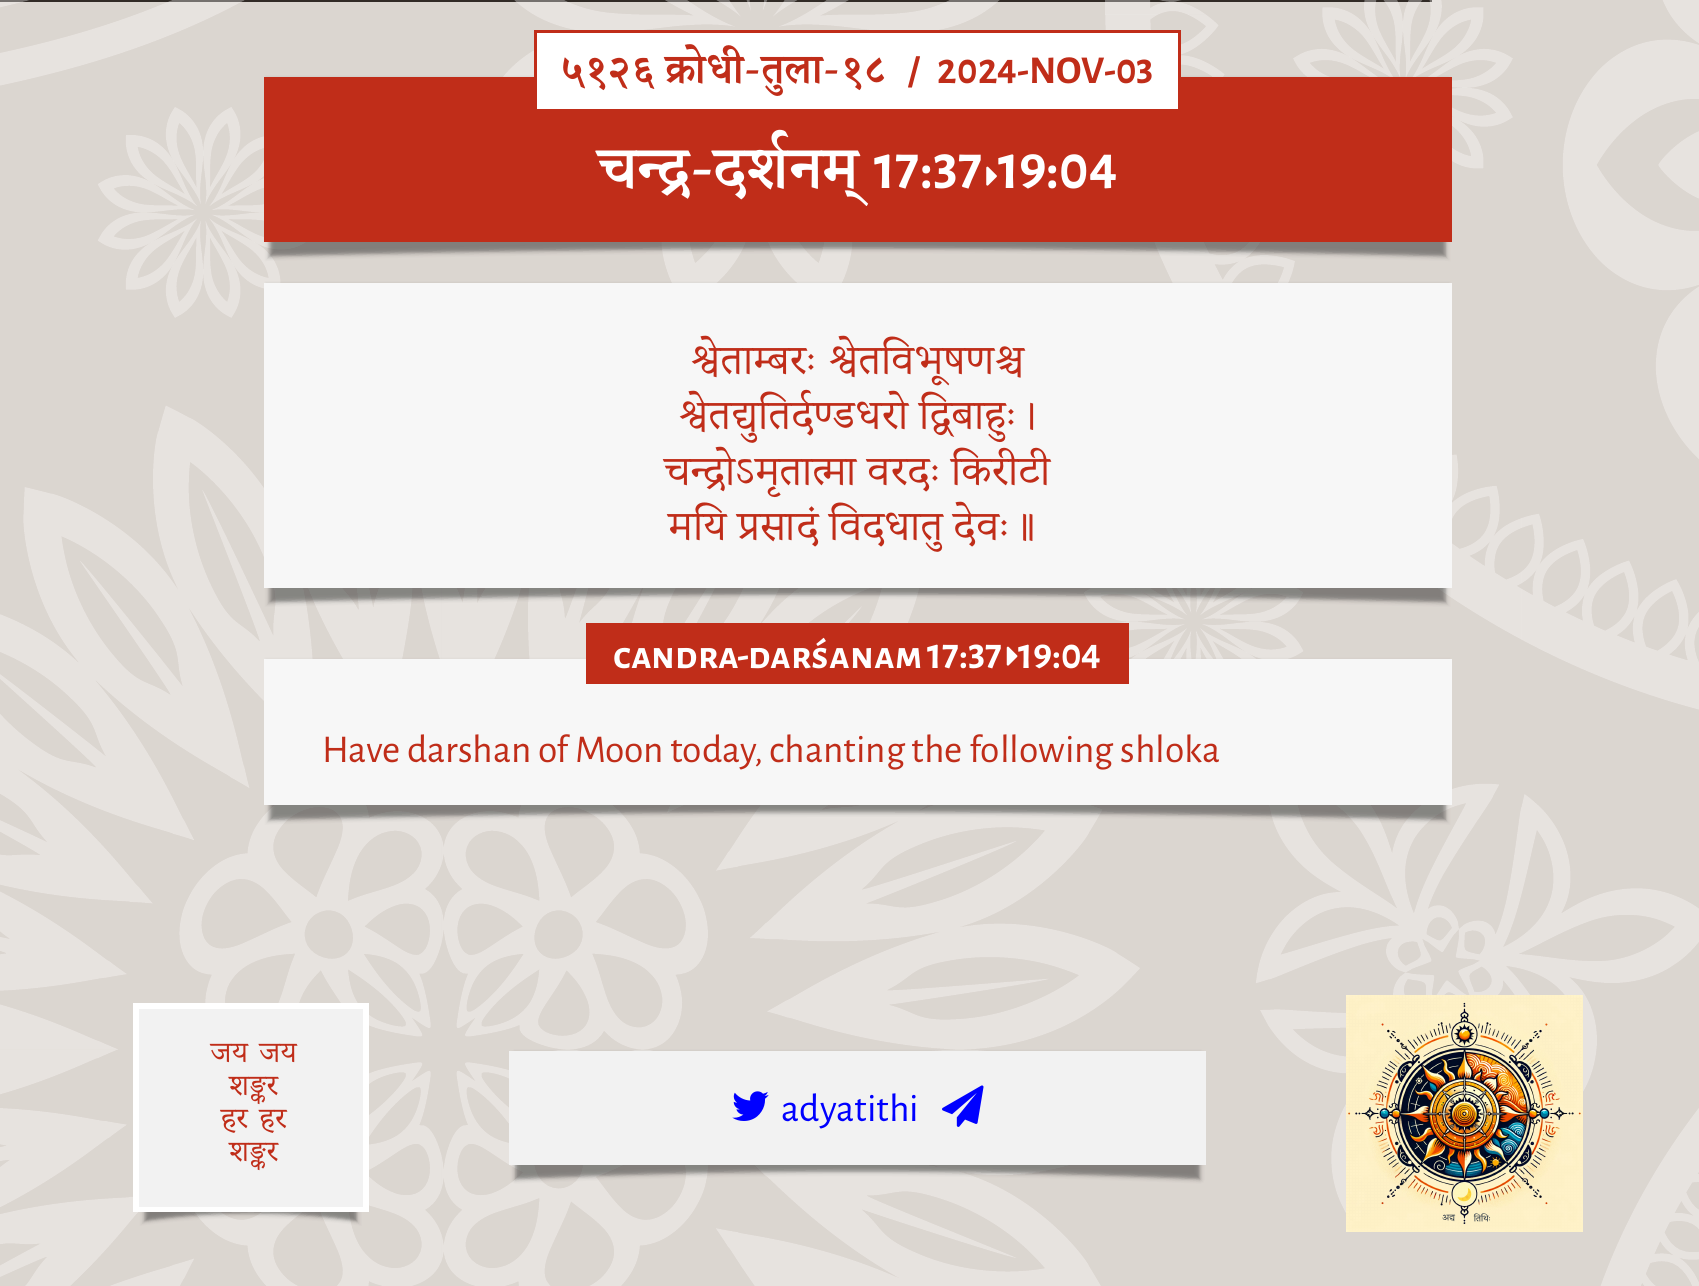 ५१२६ क्रोधी-तुला-१८ / 2024-NOV-03
चन्द्र-दर्शनम् 17:37▸19:04
श्वेताम्बरः श्वेतविभूषणश्च
श्वेतद्युतिर्दण्डधरो द्विबाहुः ।
चन्द्रोऽमृतात्मा वरदः किरीटी
मयि प्रसादं विदधातु देवः ॥
CANDRA-DARŚANAM 17:37▸19:04
Have darshan of Moon today, chanting the following shloka
जय जय
शङ्कर
हर हर
शङ्कर
adyatithi
अद्य तिथिः